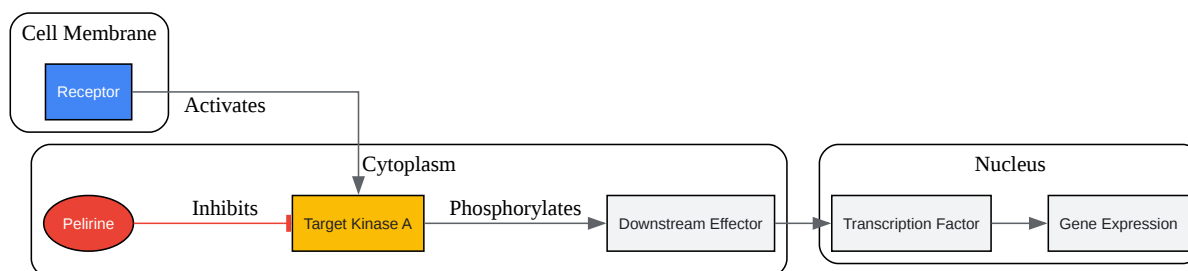 Cell Membrane
Receptor
Activates
Cytoplasm
Nucleus
Pelirine
Inhibits
Target Kinase A
Phosphorylates
Downstream Effector
Transcription Factor
Gene Expression